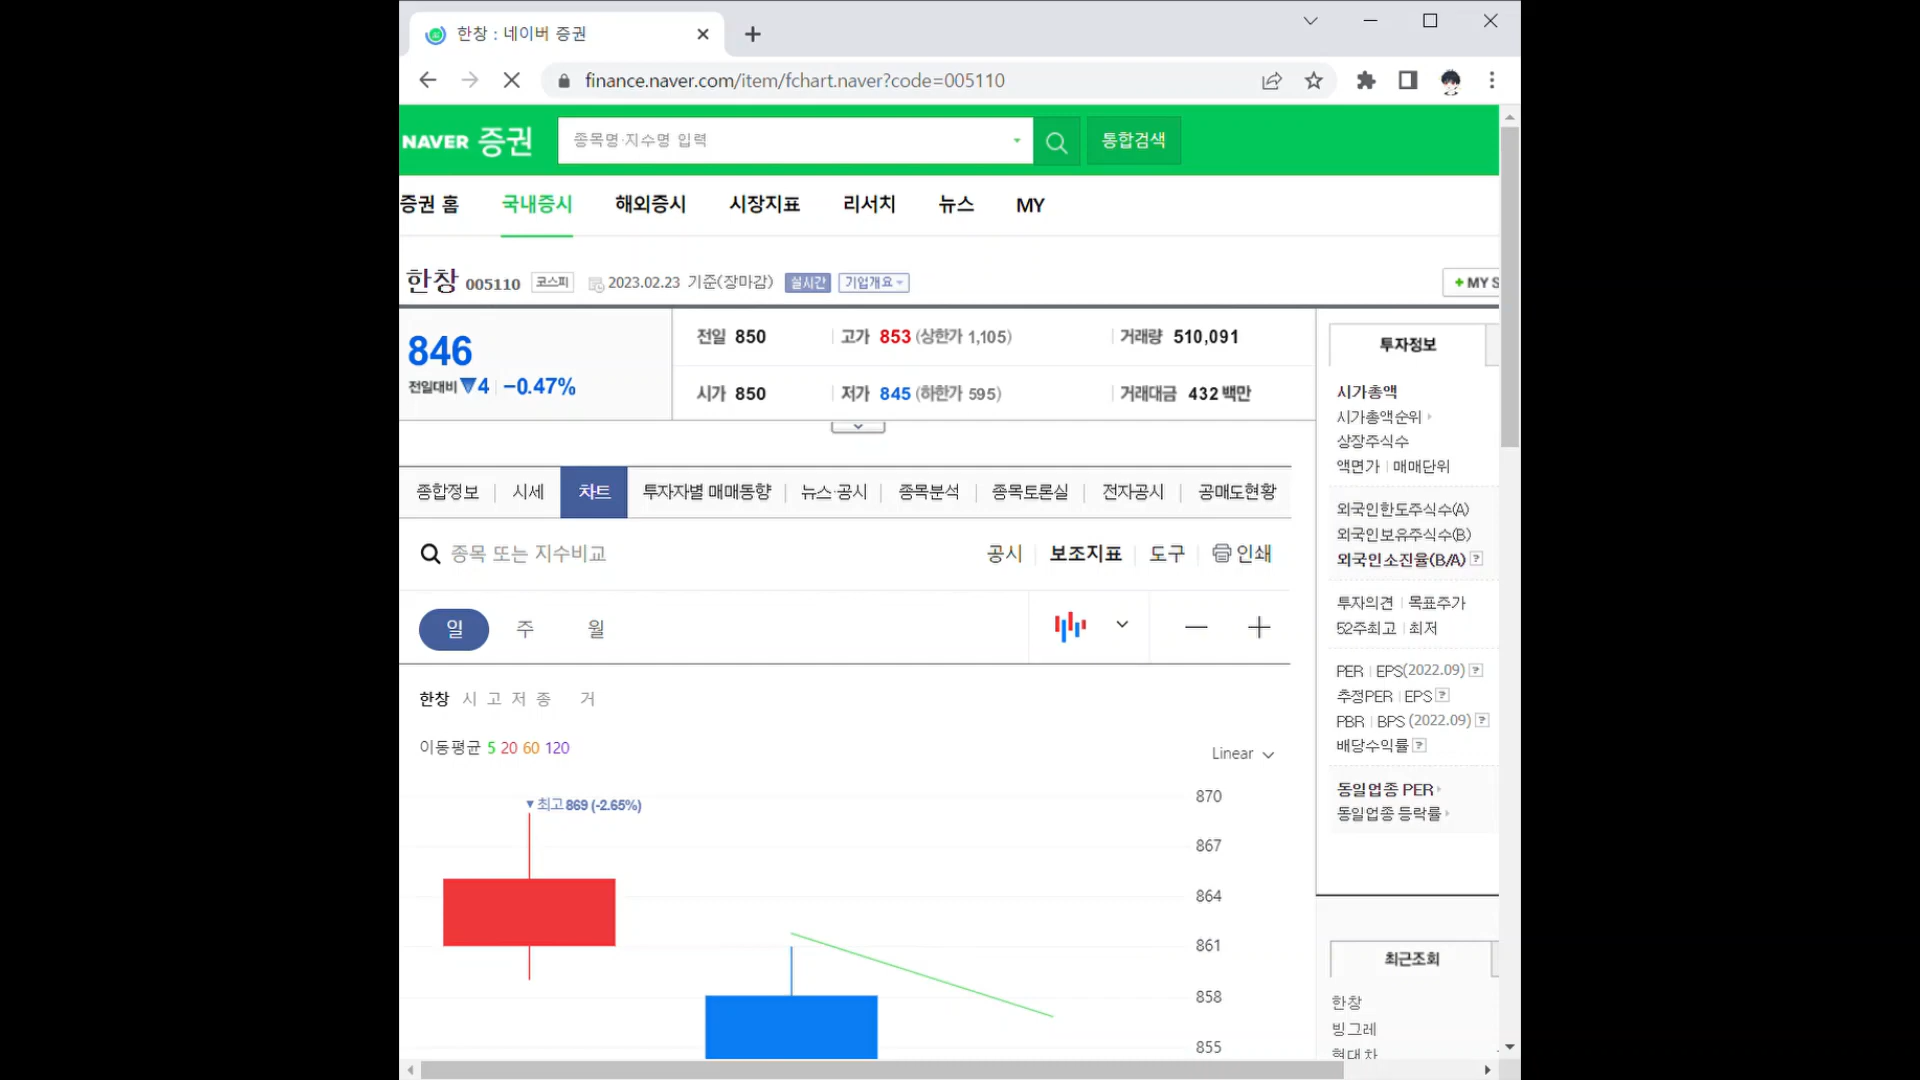 한창 : 네이버 증권
finance.naver.com/item/fchart.naver?code=005110
NAVER 증권
종목명·지수명 입력
통합검색
증권 홈 국내증시 해외증시 시장지표 리서치 뉴스 MY
한창 005110 코스피 2023.02.23 기준(장마감) 실시간 기업개요
+ MY S
846
전일대비 ▼4 -0.47%
전일 850 고가 853 (상한가 1,105) 거래량 510,091
시가 850 저가 845 (하한가 595) 거래대금 432 백만
종합정보 시세 차트 투자자별 매매동향 뉴스·공시 종목분석 종목토론실 전자공시 공매도현황
종목 또는 지수비교 공시 보조지표 도구 인쇄
일 주 월
한창 시 고 저 종 거
이동평균 5 20 60 120
Linear
▼최고 869 (-2.65%)
870
867
864
861
858
855
투자정보
시가총액
시가총액순위
상장주식수
액면가 | 매매단위
외국인한도주식수(A)
외국인보유주식수(B)
외국인소진율(B/A) ?
투자의견 | 목표주가
52주최고 | 최저
PER | EPS(2022.09) ?
추정PER | EPS ?
PBR | BPS (2022.09) ?
배당수익률 ?
동일업종 PER
동일업종 등락률
최근조회
한창
빙그레
현대차